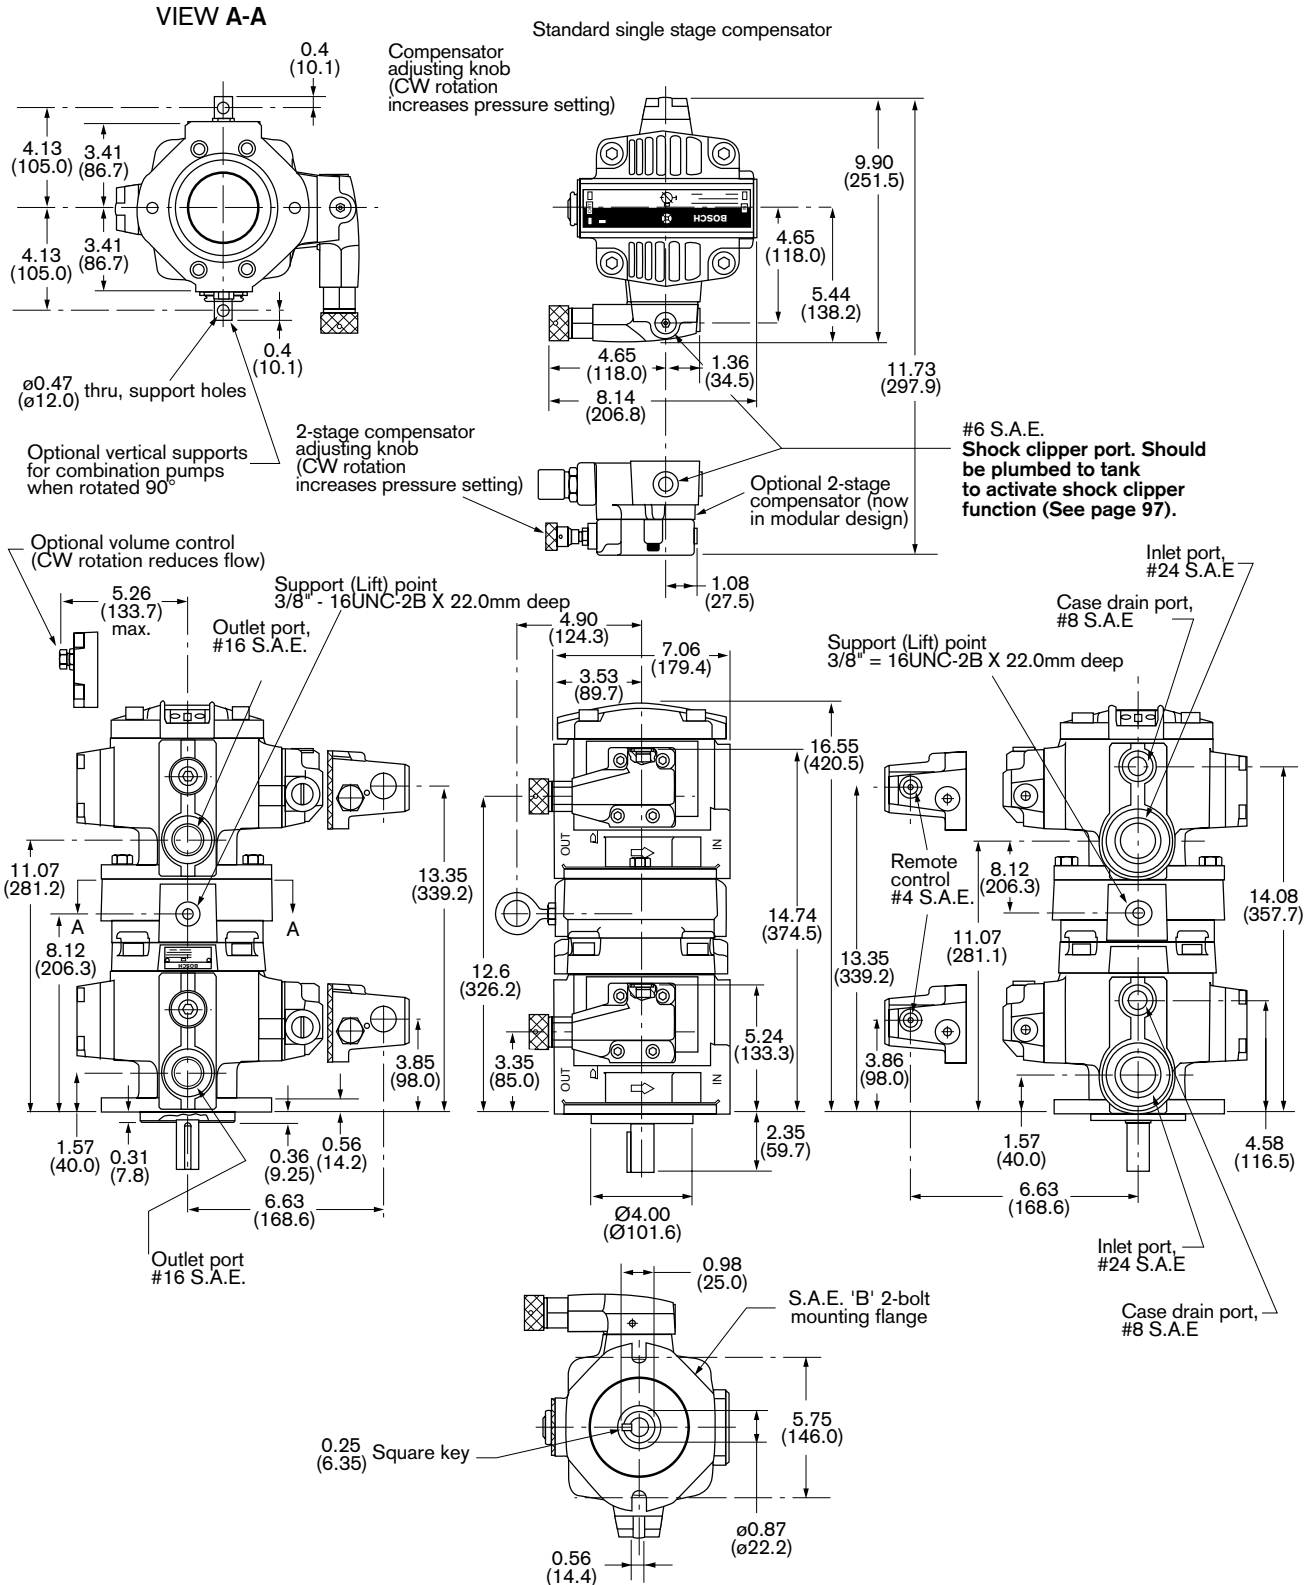 VIEW A-A
Standard single stage compensator
Compensator
adjusting knob
(CW rotation
increases pressure setting)
0.4
(10.1)
4.13
(105.0)
3.41
(86.7)
4.13
(105.0)
3.41
(86.7)
0.4
(10.1)
ø0.47
(ø12.0)
thru, support holes
Optional vertical supports
for combination pumps
when rotated 90°
BOSCH
9.90
(251.5)
4.65
(118.0)
5.44
(138.2)
4.65
(118.0)
1.36
(34.5)
8.14
(206.8)
11.73
(297.9)
2-stage compensator
adjusting knob
(CW rotation
increases pressure setting)
#6 S.A.E.
Shock clipper port. Should
be plumbed to tank
to activate shock clipper
function (See page 97).
Optional 2-stage
compensator (now
in modular design)
1.08
(27.5)
Optional volume control
(CW rotation reduces flow)
5.26
(133.7)
max.
Support (Lift) point
3/8" - 16UNC-2B X 22.0mm deep
Outlet port,
#16 S.A.E.
11.07
(281.2)
A
A
8.12
(206.3)
BOSCH
13.35
(339.2)
3.85
(98.0)
1.57
(40.0)
0.31
(7.8)
0.36
(9.25)
0.56
(14.2)
6.63
(168.6)
Outlet port
#16 S.A.E.
4.90
(124.3)
7.06
(179.4)
3.53
(89.7)
16.55
(420.5)
OUT
IN
14.74
(374.5)
12.6
(326.2)
5.24
(133.3)
3.35
(85.0)
OUT
IN
2.35
(59.7)
Ø4.00
(Ø101.6)
Inlet port,
#24 S.A.E
Case drain port,
#8 S.A.E
Support (Lift) point
3/8" = 16UNC-2B X 22.0mm deep
Remote
control
#4 S.A.E.
8.12
(206.3)
14.08
(357.7)
11.07
(281.1)
13.35
(339.2)
3.86
(98.0)
1.57
(40.0)
4.58
(116.5)
6.63
(168.6)
Inlet port,
#24 S.A.E
Case drain port,
#8 S.A.E
0.98
(25.0)
S.A.E. 'B' 2-bolt
mounting flange
5.75
(146.0)
0.25
(6.35)
Square key
ø0.87
(ø22.2)
0.56
(14.4)